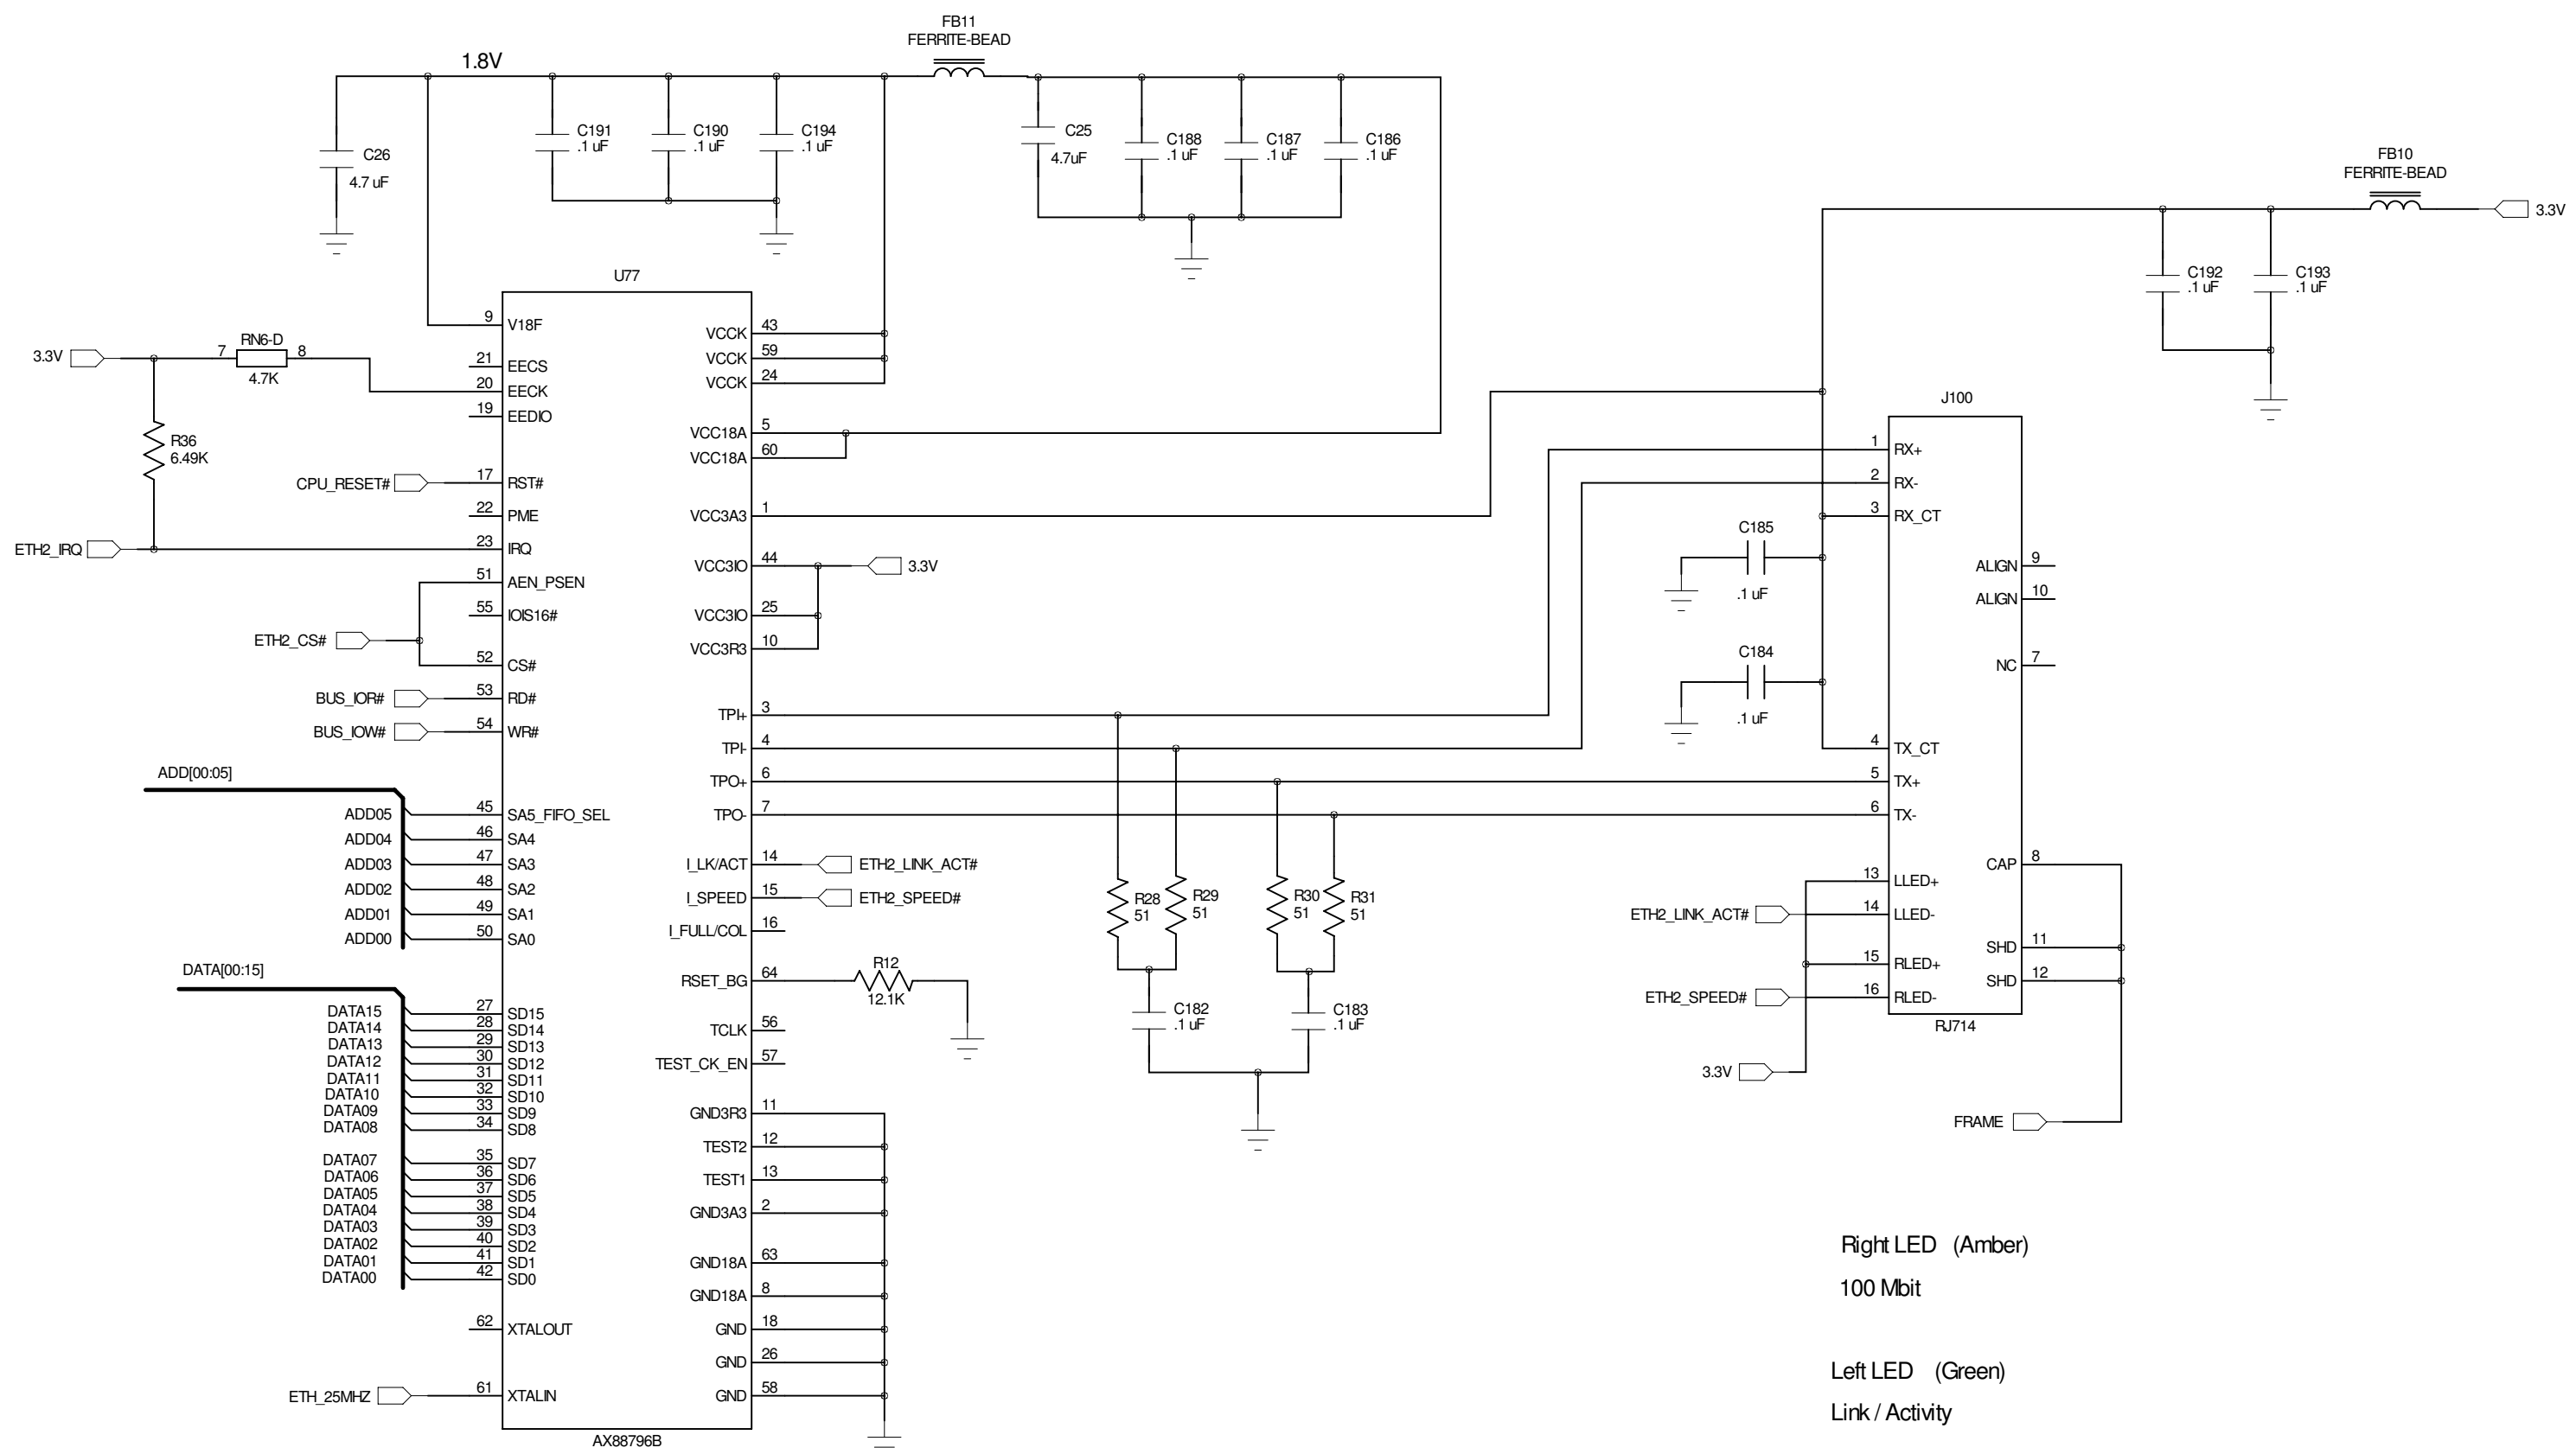 FB11
FERRITE-BEAD
1.8V
C191
.1 uF
C190
.1 uF
C194
.1 uF
C26
4.7 uF
C25
4.7uF
C188
.1 uF
C187
.1 uF
C186
.1 uF
FB10
FERRITE-BEAD
3.3V
C192
.1 uF
C193
.1 uF
U77
3.3V
7
RN6-D
8
4.7K
R36
6.49K
CPU_RESET#
ETH2_IRQ
ETH2_CS#
BUS_IOR#
BUS_IOW#
ADD[00:05]
ADD05
ADD04
ADD03
ADD02
ADD01
ADD00
DATA[00:15]
DATA15
DATA14
DATA13
DATA12
DATA11
DATA10
DATA09
DATA08
DATA07
DATA06
DATA05
DATA04
DATA03
DATA02
DATA01
DATA00
ETH_25MHZ
9 V18F
21 EECS
20 EECK
19 EEDIO
17 RST#
22 PME
23 IRQ
51 AEN_PSEN
55 IOIS16#
52 CS#
53 RD#
54 WR#
45 SA5_FIFO_SEL
46 SA4
47 SA3
48 SA2
49 SA1
50 SA0
27 SD15
28 SD14
29 SD13
30 SD12
31 SD11
32 SD10
33 SD9
34 SD8
35 SD7
36 SD6
37 SD5
38 SD4
39 SD3
40 SD2
41 SD1
42 SD0
62 XTALOUT
61 XTALIN
VCCK 43
VCCK 59
VCCK 24
VCC18A 5
VCC18A 60
VCC3A3 1
VCC3IO 44
3.3V
VCC3IO 25
VCC3R3 10
TPI+ 3
TPI- 4
TPO+ 6
TPO- 7
I_LK/ACT 14
ETH2_LINK_ACT#
I_SPEED 15
ETH2_SPEED#
I_FULL/COL 16
RSET_BG 64
R12
12.1K
TCLK 56
TEST_CK_EN 57
GND3R3 11
TEST2 12
TEST1 13
GND3A3 2
GND18A 63
GND18A 8
GND 18
GND 26
GND 58
AX88796B
R28
51
R29
51
R30
51
R31
51
C182
.1 uF
C183
.1 uF
C185
.1 uF
C184
.1 uF
J100
1 RX+
2 RX-
3 RX_CT
4 TX_CT
5 TX+
6 TX-
13 LLED+
ETH2_LINK_ACT#
14 LLED-
15 RLED+
ETH2_SPEED#
16 RLED-
3.3V
ALIGN 9
ALIGN 10
NC 7
CAP 8
SHD 11
SHD 12
RJ714
FRAME
Right LED (Amber)
100 Mbit
Left LED (Green)
Link / Activity